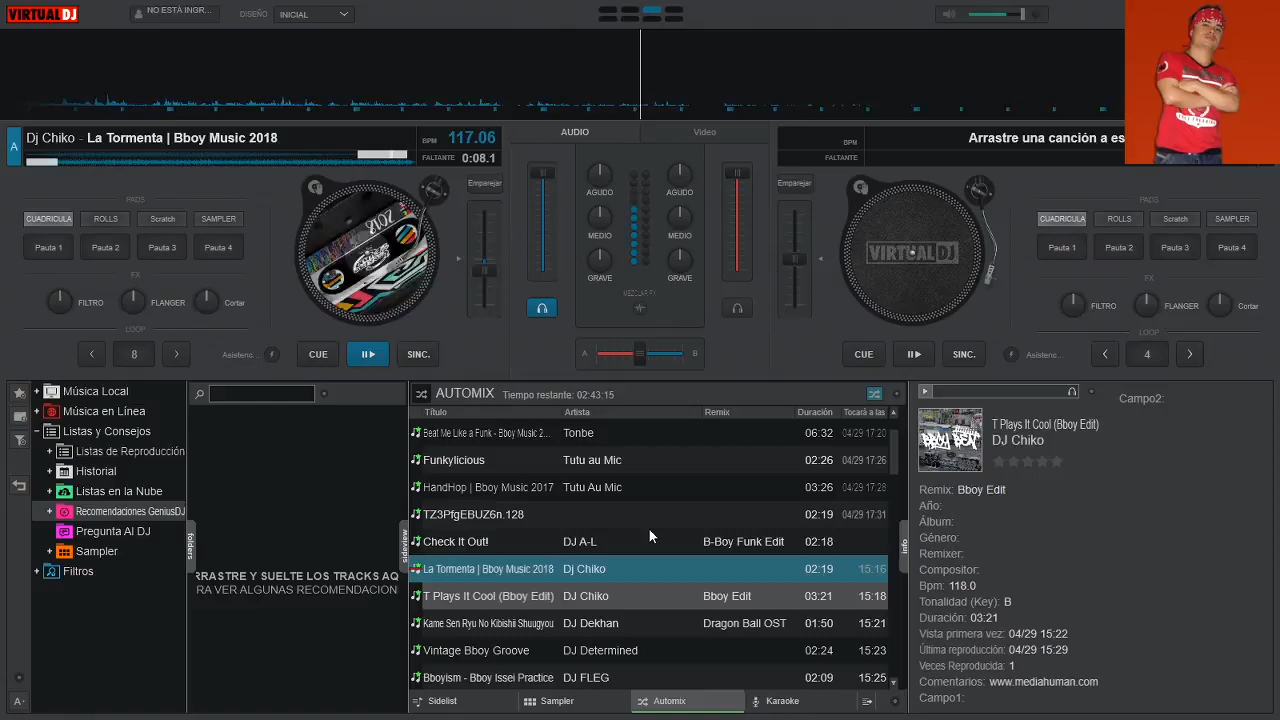 VIRTUAL DJ
NO ESTÁ INGR...
DISEÑO INICIAL
A
Dj Chiko - La Tormenta | Bboy Music 2018
BPM 117.06
FALTANTE 0:08.1
AUDIO
Video
BPM
FALTANTE
Arrastre una canción a es
Emparejar
Emparejar
PADS
CUADRICULA ROLLS Scratch SAMPLER
Pauta 1 Pauta 2 Pauta 3 Pauta 4
FX
FILTRO FLANGER Cortar
LOOP
8
Asistenc...
CUE
SINC.
2018
AGUDO AGUDO
MEDIO MEDIO
GRAVE GRAVE
MEZCLAR FX
A B
VIRTUAL DJ
PADS
CUADRICULA ROLLS Scratch SAMPLER
Pauta 1 Pauta 2 Pauta 3 Pauta 4
FX
FILTRO FLANGER Cortar
LOOP
CUE
SINC.
Asistenc...
4
Música Local
Música en Línea
Listas y Consejos
Listas de Reproducción
Historial
Listas en la Nube
Recomendaciones GeniusDJ
Pregunta Al DJ
Sampler
Filtros
A
folders
RRASTRE Y SUELTE LOS TRACKS AQ
RA VER ALGUNAS RECOMENDACION
sideview
AUTOMIX Tiempo restante: 02:43:15
Título Artista Remix Duración Tocará a las
Beat Me Like a Funk - Bboy Music 2... Tonbe 06:32 04/29 17:20
Funkylicious Tutu au Mic 02:26 04/29 17:26
HandHop | Bboy Music 2017 Tutu Au Mic 03:26 04/29 17:28
TZ3PfgEBUZ6n.128 02:19 04/29 17:31
Check It Out! DJ A-L B-Boy Funk Edit 02:18
La Tormenta | Bboy Music 2018 Dj Chiko 02:19 15:16
T Plays It Cool (Bboy Edit) DJ Chiko Bboy Edit 03:21 15:18
Kame Sen Ryu No Kibishii Shuugyou DJ Dekhan Dragon Ball OST 01:50 15:21
Vintage Bboy Groove DJ Determined 02:24 15:23
Bboyism - Bboy Issei Practice DJ FLEG 02:09 15:25
Sidelist Sampler Automix Karaoke
info
Campo2:
T Plays It Cool (Bboy Edit)
DJ Chiko
Remix: Bboy Edit
Año:
Álbum:
Género:
Remixer:
Compositor:
Bpm: 118.0
Tonalidad (Key): B
Duración: 03:21
Vista primera vez: 04/29 15:22
Última reproducción: 04/29 15:29
Veces Reproducida: 1
Comentarios: www.mediahuman.com
Campo1: